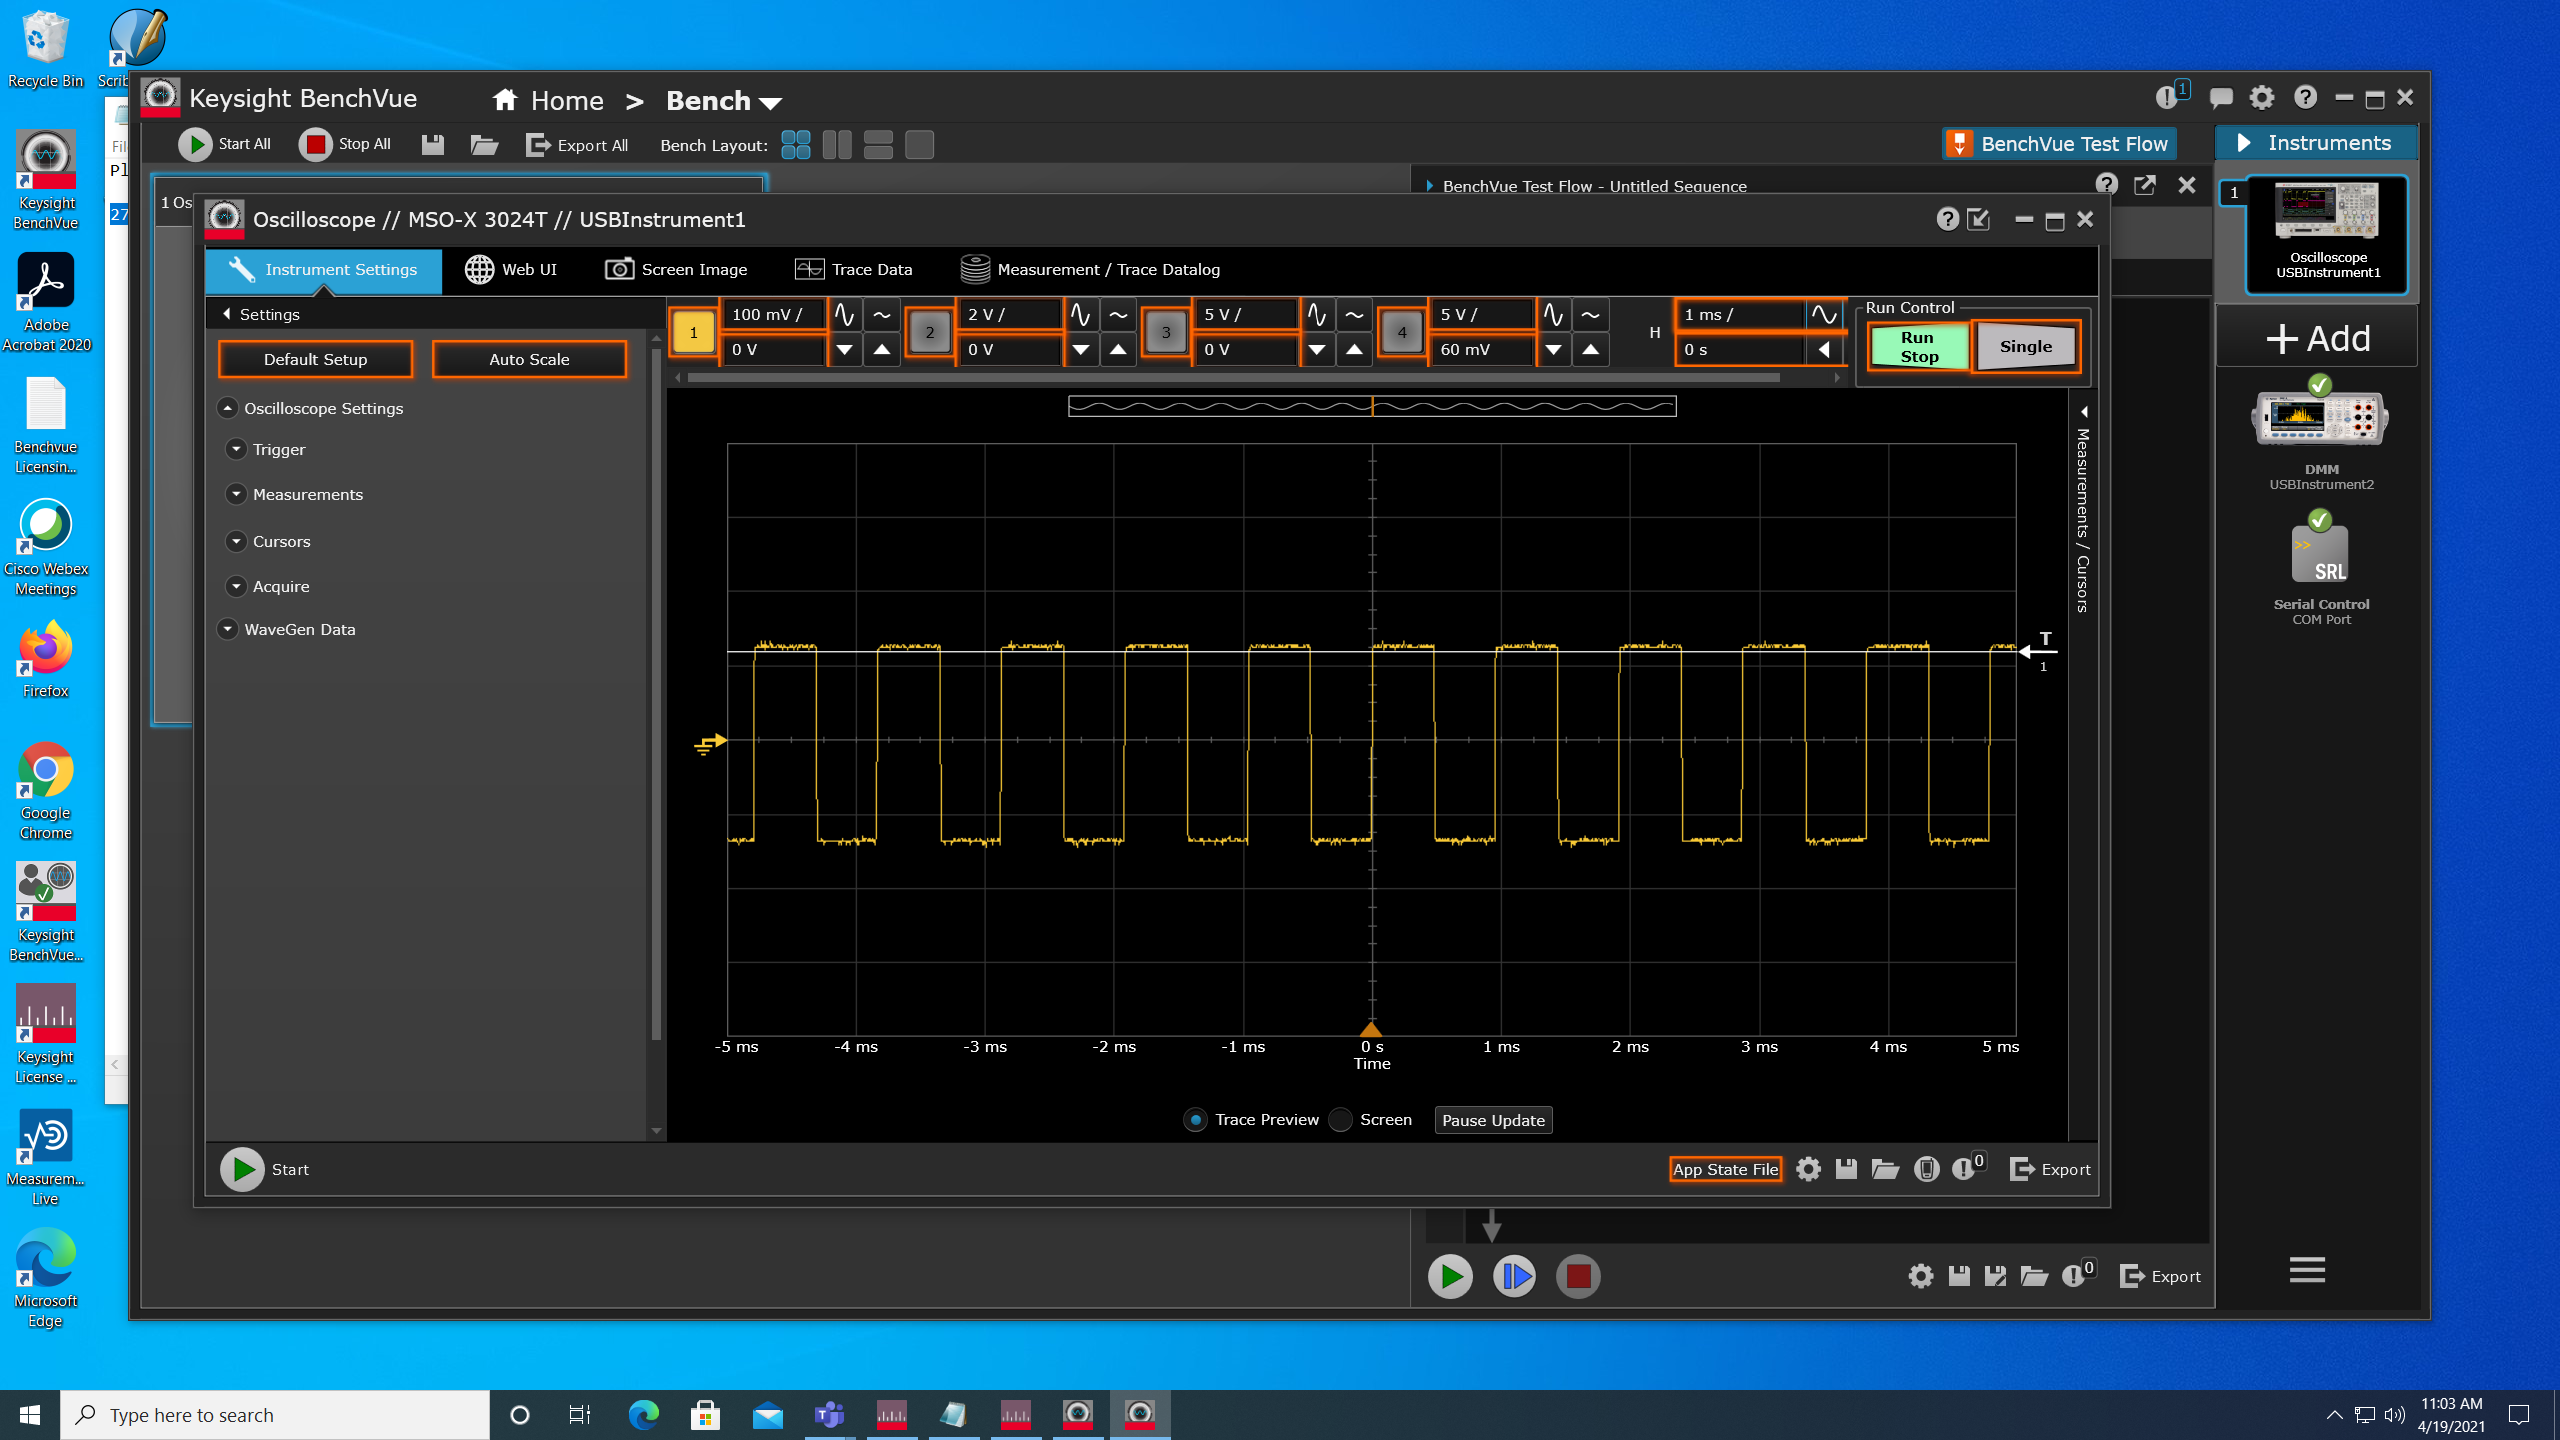 Recycle Bin
Scrib
Keysight BenchVue
Home > Bench
1
Start All
Stop All
Export All
Bench Layout:
BenchVue Test Flow
Instruments
Keysight
BenchVue
Adobe
Acrobat 2020
Benchvue
Licensin...
Cisco Webex
Meetings
Firefox
Google
Chrome
Keysight
BenchVue...
Keysight
License ...
Measurem...
Live
Microsoft
Edge
File
Pl
27
1 Os
BenchVue Test Flow - Untitled Sequence
Oscilloscope // MSO-X 3024T // USBInstrument1
Instrument Settings
Web UI
Screen Image
Trace Data
Measurement / Trace Datalog
Settings
Default Setup
Auto Scale
Oscilloscope Settings
Trigger
Measurements
Cursors
Acquire
WaveGen Data
1
100 mV /
0 V
2
2 V /
0 V
3
5 V /
0 V
4
5 V /
60 mV
H
1 ms /
0 s
Run Control
Run
Stop
Single
Measurements / Cursors
T
1
-5 ms
-4 ms
-3 ms
-2 ms
-1 ms
0 s
1 ms
2 ms
3 ms
4 ms
5 ms
Time
Trace Preview
Screen
Pause Update
Start
App State File
0
Export
0
Export
1
Oscilloscope
USBInstrument1
+ Add
DMM
USBInstrument2
>>
SRL
Serial Control
COM Port
Type here to search
11:03 AM
4/19/2021